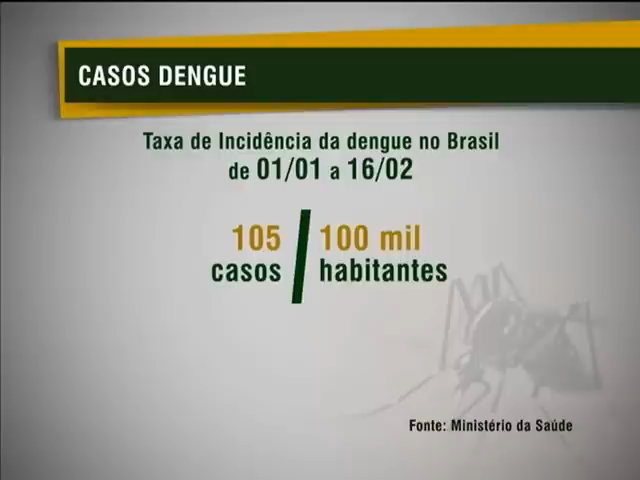 CASOS DENGUE
Taxa de Incidência da dengue no Brasil
de 01/01 a 16/02
105 / 100 mil
casos habitantes
Fonte: Ministério da Saúde